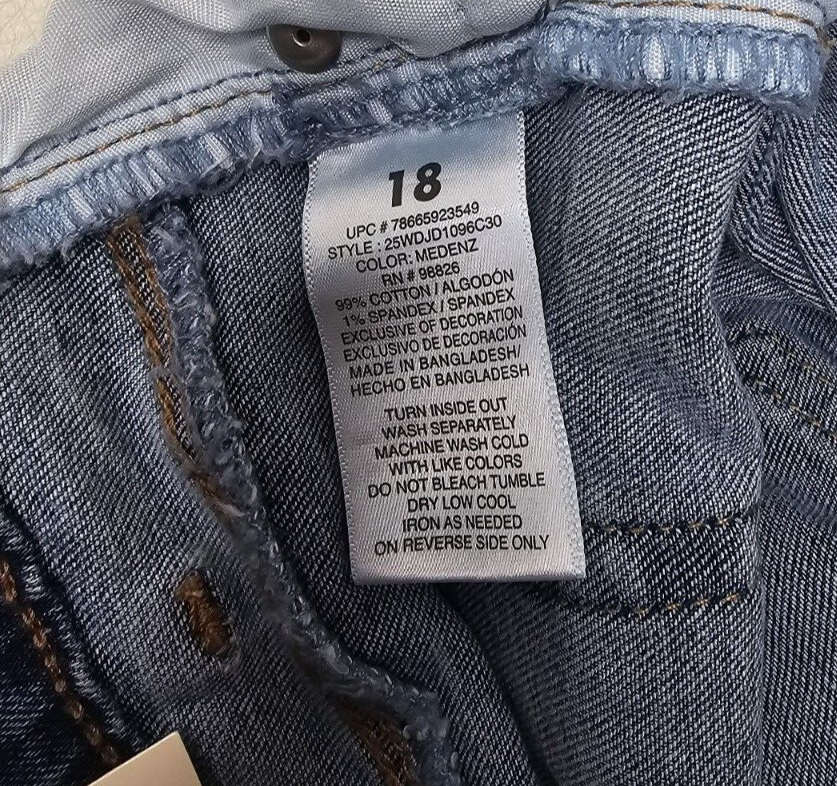 18
UPC # 78665923549
STYLE : 25WDJD1096C30
COLOR: MEDENZ
RN # 98826
99% COTTON / ALGODÓN
1% SPANDEX / SPANDEX
EXCLUSIVE OF DECORATION
EXCLUSIVO DE DECORACIÓN
MADE IN BANGLADESH/
HECHO EN BANGLADESH
TURN INSIDE OUT
WASH SEPARATELY
MACHINE WASH COLD
WITH LIKE COLORS
DO NOT BLEACH TUMBLE
DRY LOW COOL
IRON AS NEEDED
ON REVERSE SIDE ONLY